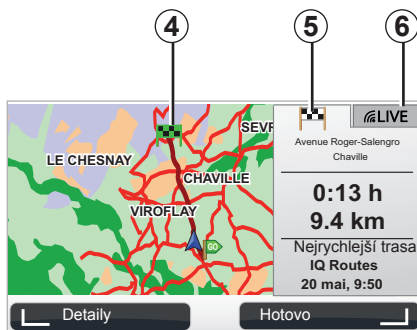 4 5 6
LIVE
SEVR
LE CHESNAY
CHAVILLE
VIROFLAY
GO
Avenue Roger-Salengro
Chaville
0:13 h
9.4 km
Nejrychlejší trasa
IQ Routes
20 mai, 9:50
Detaily
Hotovo